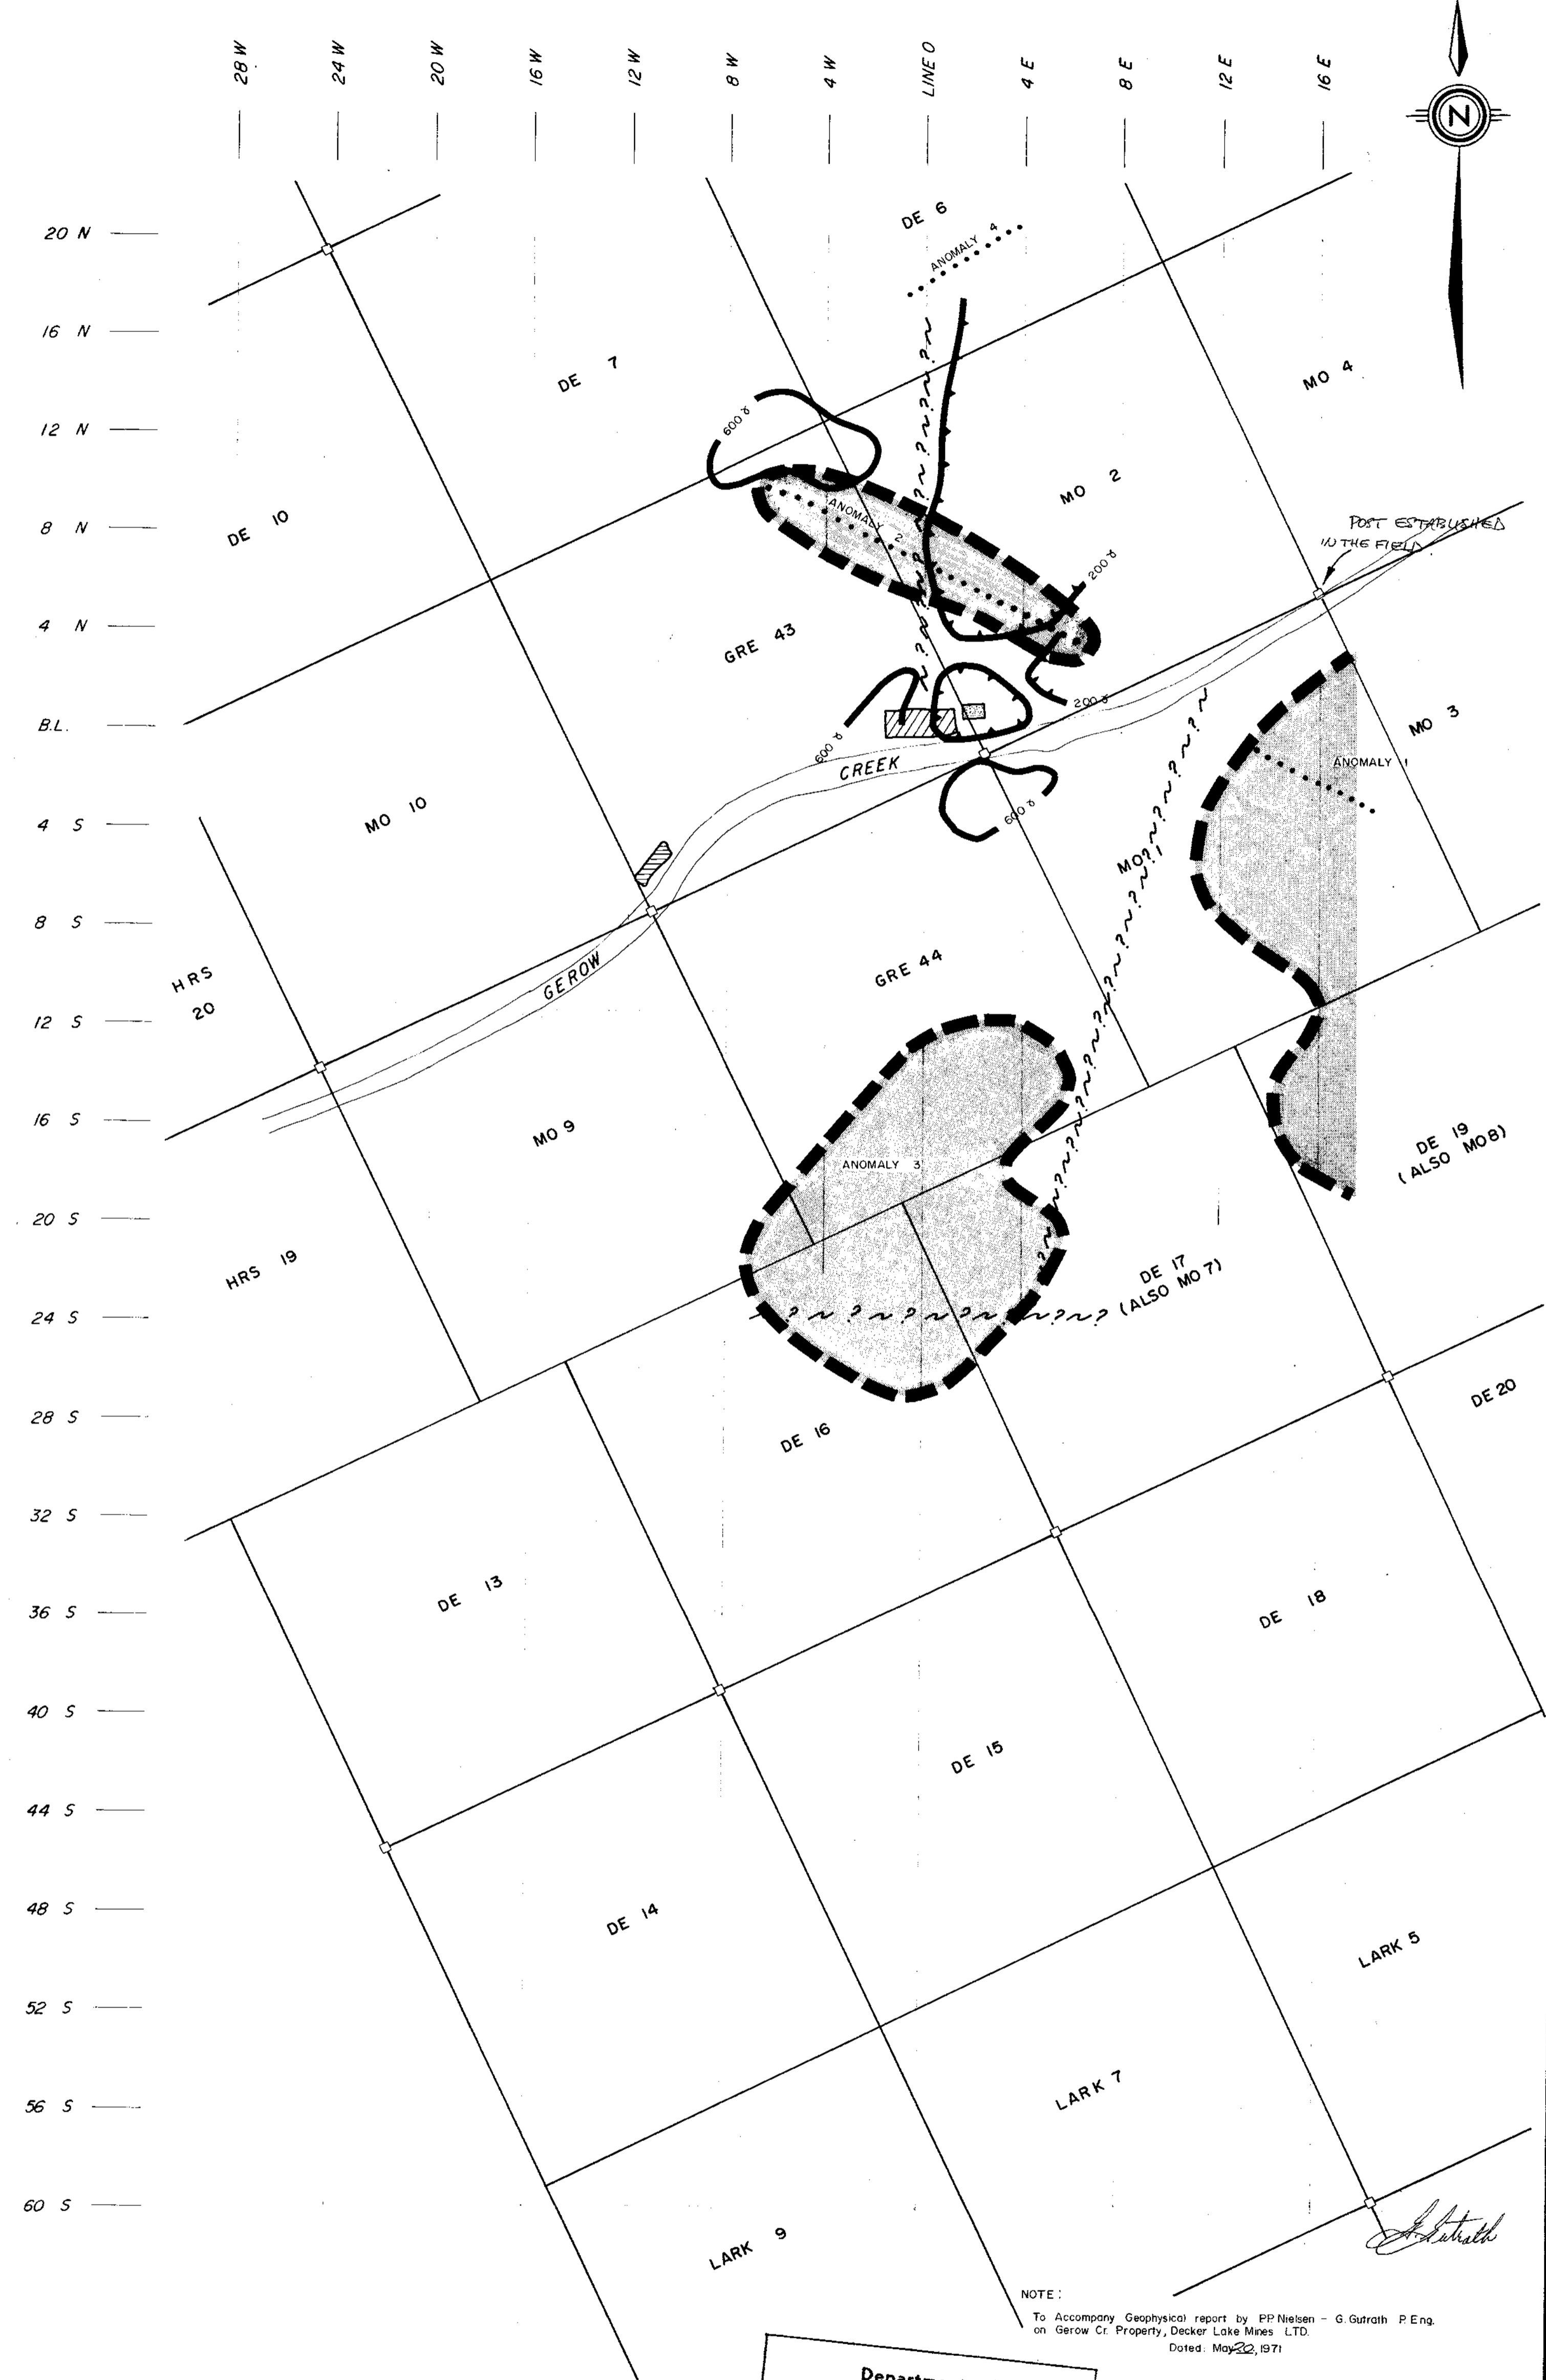 28 W
24 W
20 W
16 W
12 W
8 W
4 W
LINE 0
4 E
8 E
12 E
16 E
N
20 N
16 N
12 N
8 N
4 N
B.L.
4 S
8 S
12 S
16 S
20 S
24 S
28 S
32 S
36 S
40 S
44 S
48 S
52 S
56 S
60 S
DE 6
ANOMALY 4
DE 7
MO 4
600 ɣ
MO 2
DE 10
ANOMALY 2
POST ESTABLISHED
IN THE FIELD.
200 ɣ
GRE 43
200 ɣ
MO 3
600 ɣ
CREEK
ANOMALY 1
MO 10
600 ɣ
MO 1
GRE 44
HRS
20
GEROW
MO 9
ANOMALY 3
DE 19
(ALSO MO 8)
HRS 19
DE 17
(ALSO MO 7)
DE 20
DE 16
DE 13
DE 18
DE 15
DE 14
LARK 5
LARK 7
LARK 9
G. Gutrath
NOTE:
To Accompany Geophysical report by P.P. Nielsen - G. Gutrath P. Eng.
on Gerow Cr. Property, Decker Lake Mines LTD.
Dated: May 20, 1971